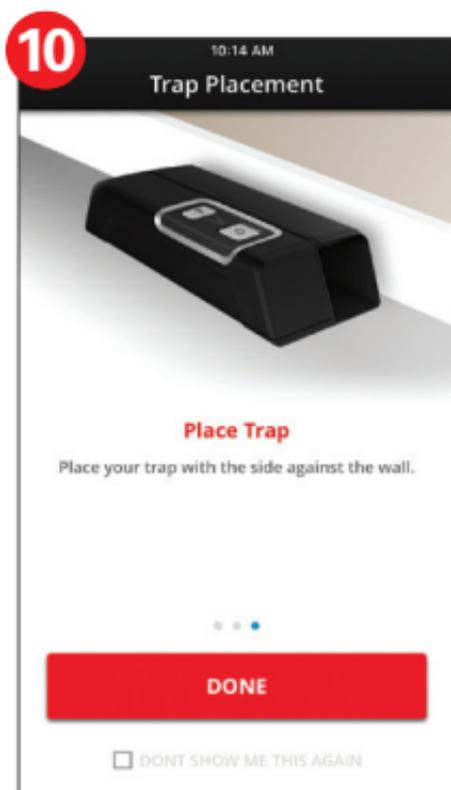 10
10:14 AM
Trap Placement
Place Trap
Place your trap with the side against the wall.
DONE
DONT SHOW ME THIS AGAIN